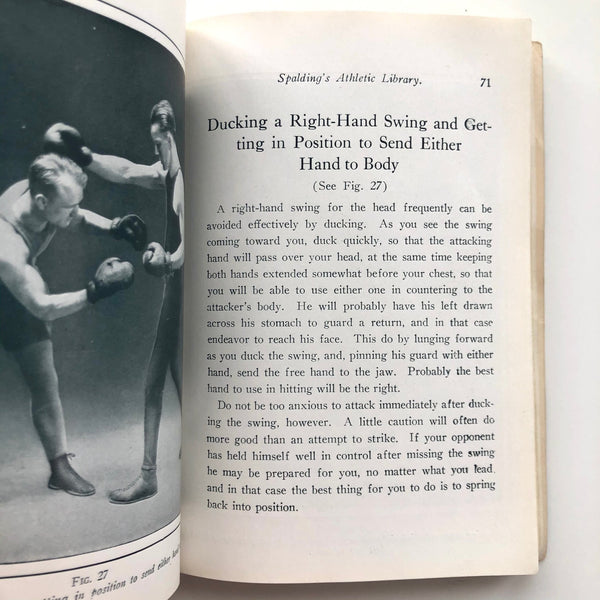 Spalding's Athletic Library. 71
Ducking a Right-Hand Swing and Get-
ting in Position to Send Either
Hand to Body
(See Fig. 27)
A right-hand swing for the head frequently can be
avoided effectively by ducking. As you see the swing
coming toward you, duck quickly, so that the attacking
hand will pass over your head, at the same time keeping
both hands extended somewhat before your chest, so that
you will be able to use either one in countering to the
attacker's body. He will probably have his left drawn
across his stomach to guard a return, and in that case
endeavor to reach his face. This do by lunging forward
as you duck the swing, and, pinning his guard with either
hand, send the free hand to the jaw. Probably the best
hand to use in hitting will be the right.
Do not be too anxious to attack immediately after duck-
ing the swing, however. A little caution will often do
more good than an attempt to strike. If your opponent
has held himself well in control after missing the swing
he may be prepared for you, no matter what you lead,
and in that case the best thing for you to do is to spring
back into position.
Fig. 27
in position to send either